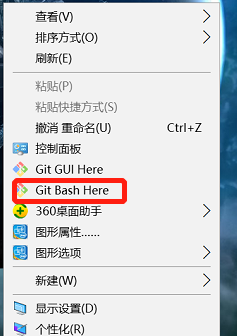 查看(V)
排序方式(O)
刷新(E)
粘贴(P)
粘贴快捷方式(S)
撤消 重命名(U) Ctrl+Z
控制面板
Git GUI Here
Git Bash Here
360桌面助手
图形属性......
图形选项
新建(W)
显示设置(D)
个性化(R)